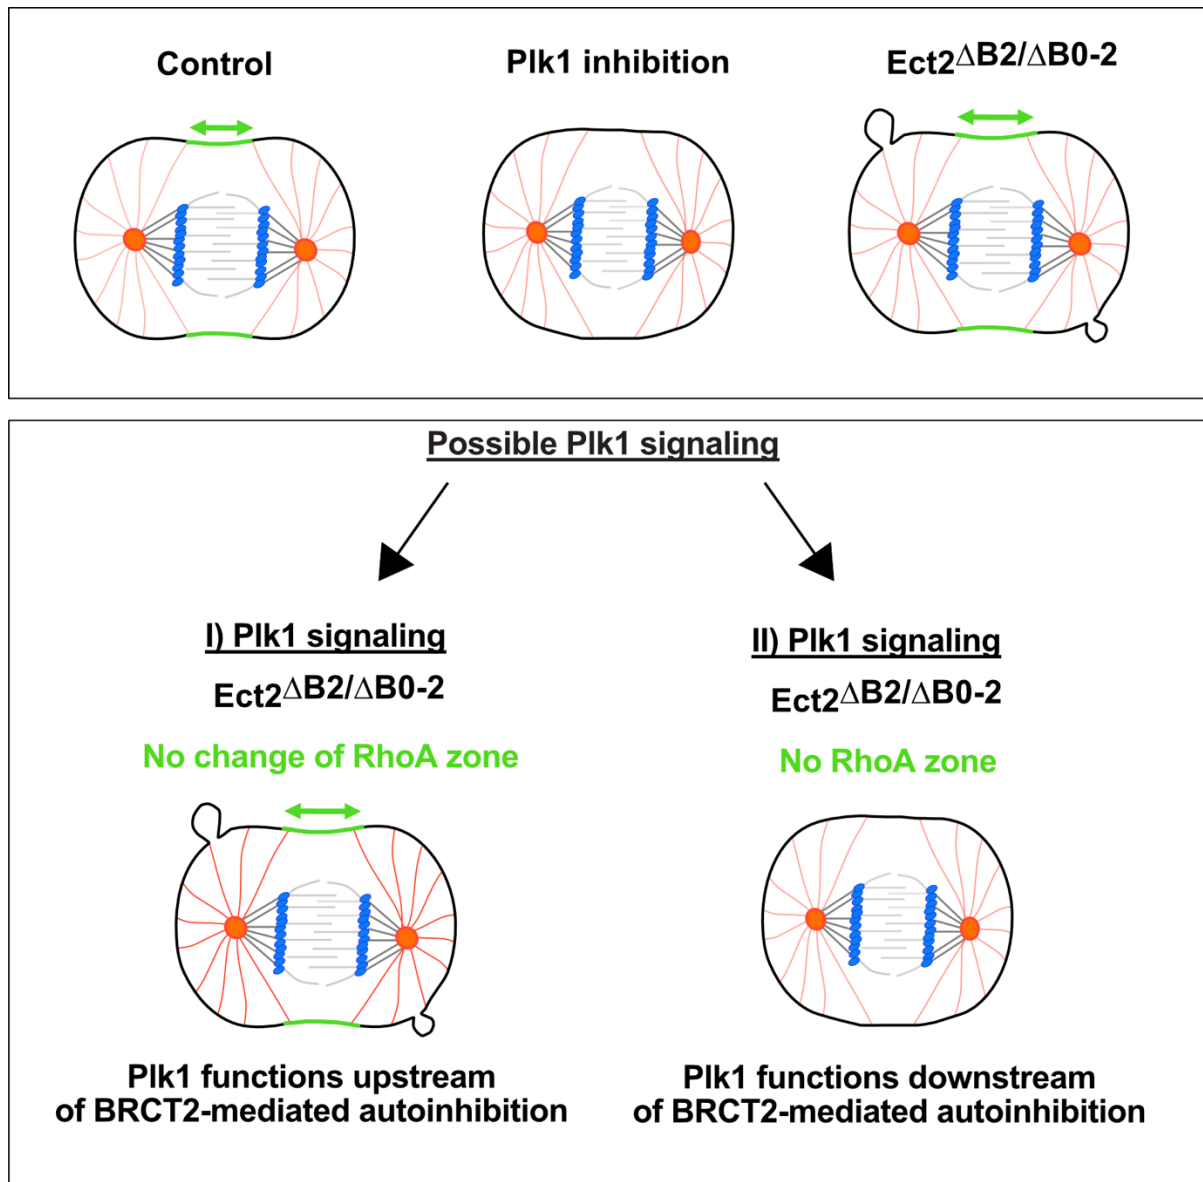 Control
Plk1 inhibition
Ect2ΔB2/ΔB0-2
Possible Plk1 signaling
I) Plk1 signaling
Ect2ΔB2/ΔB0-2
No change of RhoA zone
Plk1 functions upstream
of BRCT2-mediated autoinhibition
II) Plk1 signaling
Ect2ΔB2/ΔB0-2
No RhoA zone
Plk1 functions downstream
of BRCT2-mediated autoinhibition